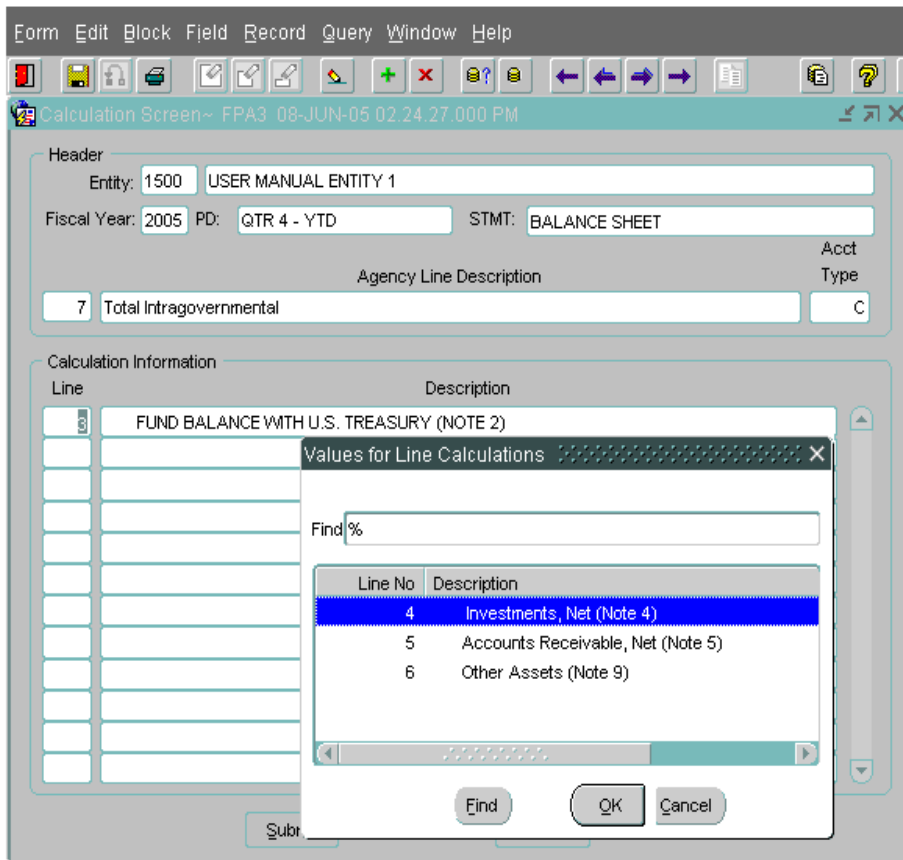 Form Edit Block Field Record Query Window Help
Calculation Screen~ FPA3 08-JUN-05 02.24.27.000 PM
Header
Entity: 1500 USER MANUAL ENTITY 1
Fiscal Year: 2005 PD: QTR 4 - YTD STMT: BALANCE SHEET
Acct
Agency Line Description Type
7 Total Intragovernmental C
Calculation Information
Line Description
3 FUND BALANCE WITH U.S. TREASURY (NOTE 2)
Values for Line Calculations
Find %
Line No Description
4 Investments, Net (Note 4)
5 Accounts Receivable, Net (Note 5)
6 Other Assets (Note 9)
Find OK Cancel